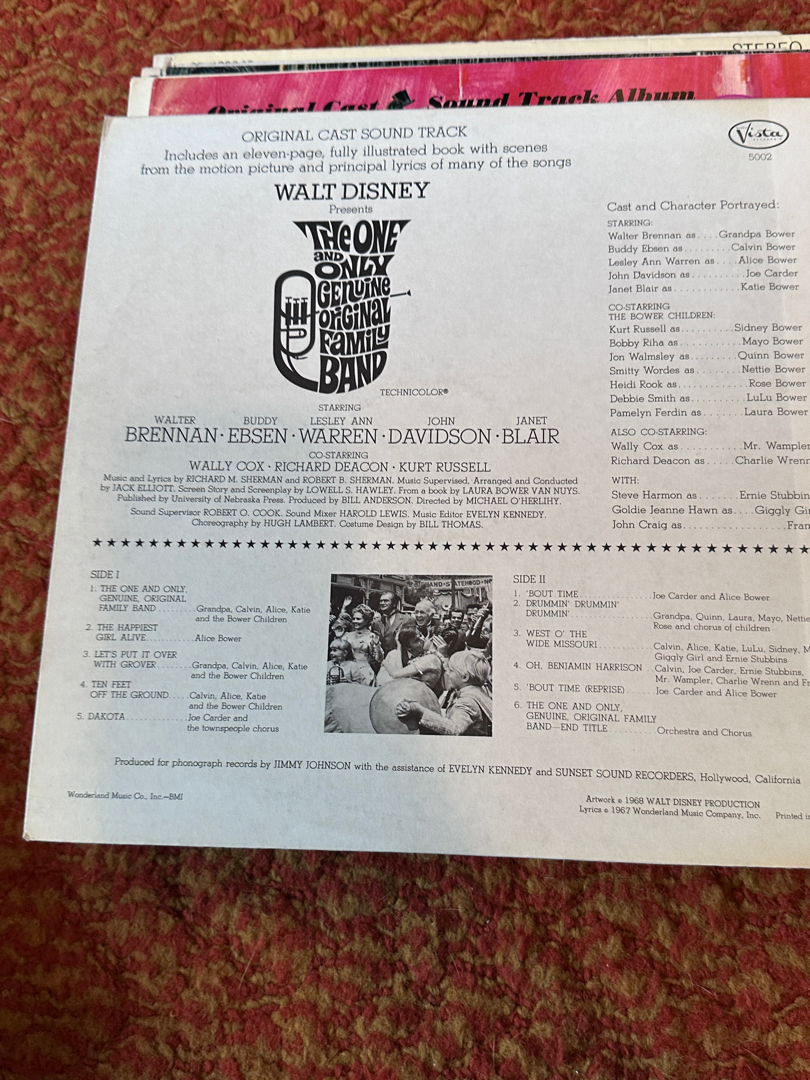 STEREO
Original Cast & Sound Track Album
ORIGINAL CAST SOUND TRACK
Includes an eleven-page, fully illustrated book with scenes
from the motion picture and principal lyrics of many of the songs
Vista
5002
WALT DISNEY
Presents
THE ONE
AND
ONLY
GENUINE
ORIGINAL
FAMILY
BAND
TECHNICOLOR®
STARRING
WALTER BUDDY LESLEY ANN JOHN JANET
BRENNAN · EBSEN · WARREN · DAVIDSON · BLAIR
CO-STARRING
WALLY COX · RICHARD DEACON · KURT RUSSELL
Music and Lyrics by RICHARD M. SHERMAN and ROBERT B. SHERMAN. Music Supervised, Arranged and Conducted
by JACK ELLIOTT. Screen Story and Screenplay by LOWELL S. HAWLEY. From a book by LAURA BOWER VAN NUYS.
Published by University of Nebraska Press. Produced by BILL ANDERSON. Directed by MICHAEL O'HERLIHY.
Sound Supervisor ROBERT O. COOK. Sound Mixer HAROLD LEWIS. Music Editor EVELYN KENNEDY.
Choreography by HUGH LAMBERT. Costume Design by BILL THOMAS.
Cast and Character Portrayed:
STARRING:
Walter Brennan as....Grandpa Bower
Buddy Ebsen as.........Calvin Bower
Lesley Ann Warren as....Alice Bower
John Davidson as..........Joe Carder
Janet Blair as............Katie Bower
CO-STARRING
THE BOWER CHILDREN:
Kurt Russell as..........Sidney Bower
Bobby Riha as...........Mayo Bower
Jon Walmsley as........Quinn Bower
Smitty Wordes as.......Nettie Bower
Heidi Rook as.............Rose Bower
Debbie Smith as.........LuLu Bower
Pamelyn Ferdin as.......Laura Bower
ALSO CO-STARRING:
Wally Cox as...........Mr. Wampler
Richard Deacon as.....Charlie Wrenn
WITH:
Steve Harmon as.......Ernie Stubbin
Goldie Jeanne Hawn as....Giggly Gi
John Craig as.................Fran
SIDE I
1. THE ONE AND ONLY,
GENUINE, ORIGINAL
FAMILY BAND.........Grandpa, Calvin, Alice, Katie
and the Bower Children
2. THE HAPPIEST
GIRL ALIVE...........Alice Bower
3. LET'S PUT IT OVER
WITH GROVER........Grandpa, Calvin, Alice, Katie
and the Bower Children
4. TEN FEET
OFF THE GROUND.....Calvin, Alice, Katie
and the Bower Children
5. DAKOTA..............Joe Carder and
the townspeople chorus
SIDE II
1. 'BOUT TIME..............Joe Carder and Alice Bower
2. DRUMMIN' DRUMMIN'
DRUMMIN'..............Grandpa, Quinn, Laura, Mayo, Nettie
Rose and chorus of children
3. WEST O' THE
WIDE MISSOURI..........Calvin, Alice, Katie, LuLu, Sidney, M
Giggly Girl and Ernie Stubbins
4. OH, BENJAMIN HARRISON..Calvin, Joe Carder, Ernie Stubbins,
Mr. Wampler, Charlie Wrenn and Fr
5. 'BOUT TIME (REPRISE).....Joe Carder and Alice Bower
6. THE ONE AND ONLY,
GENUINE, ORIGINAL FAMILY
BAND—END TITLE..........Orchestra and Chorus
Produced for phonograph records by JIMMY JOHNSON with the assistance of EVELYN KENNEDY and SUNSET SOUND RECORDERS, Hollywood, California
Wonderland Music Co., Inc.—BMI
Artwork © 1968 WALT DISNEY PRODUCTION
Lyrics © 1967 Wonderland Music Company, Inc. Printed in